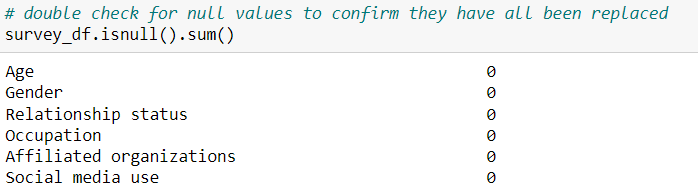 # double check for null values to confirm they have all been replaced
survey_df.isnull().sum()
Age 0
Gender 0
Relationship status 0
Occupation 0
Affiliated organizations 0
Social media use 0